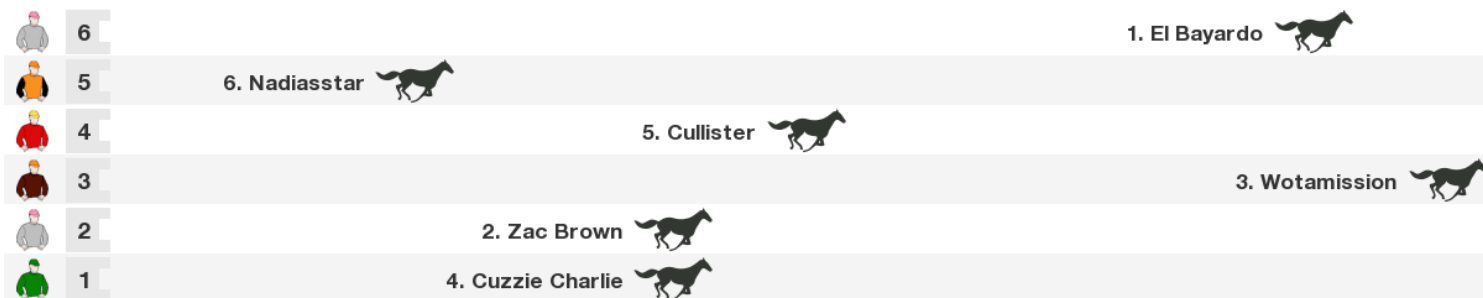 6 1. El Bayardo
5 6. Nadiasstar
4 5. Cullister
3 3. Wotamission
2 2. Zac Brown
1 4. Cuzzie Charlie